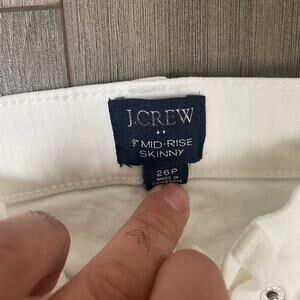 J.CREW
••
9" MID-RISE
SKINNY
26P
MADE IN